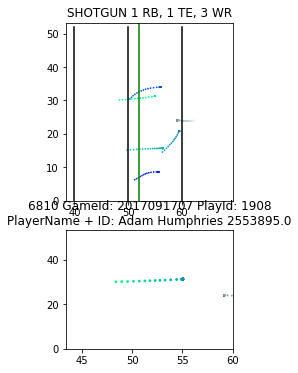 SHOTGUN 1 RB, 1 TE, 3 WR
50
40
30
20
10
0
40 50 60
6810 GameId: 2017091707 PlayId: 1908
PlayerName + ID: Adam Humphries 2553895.0
40
20
0
45 50 55 60